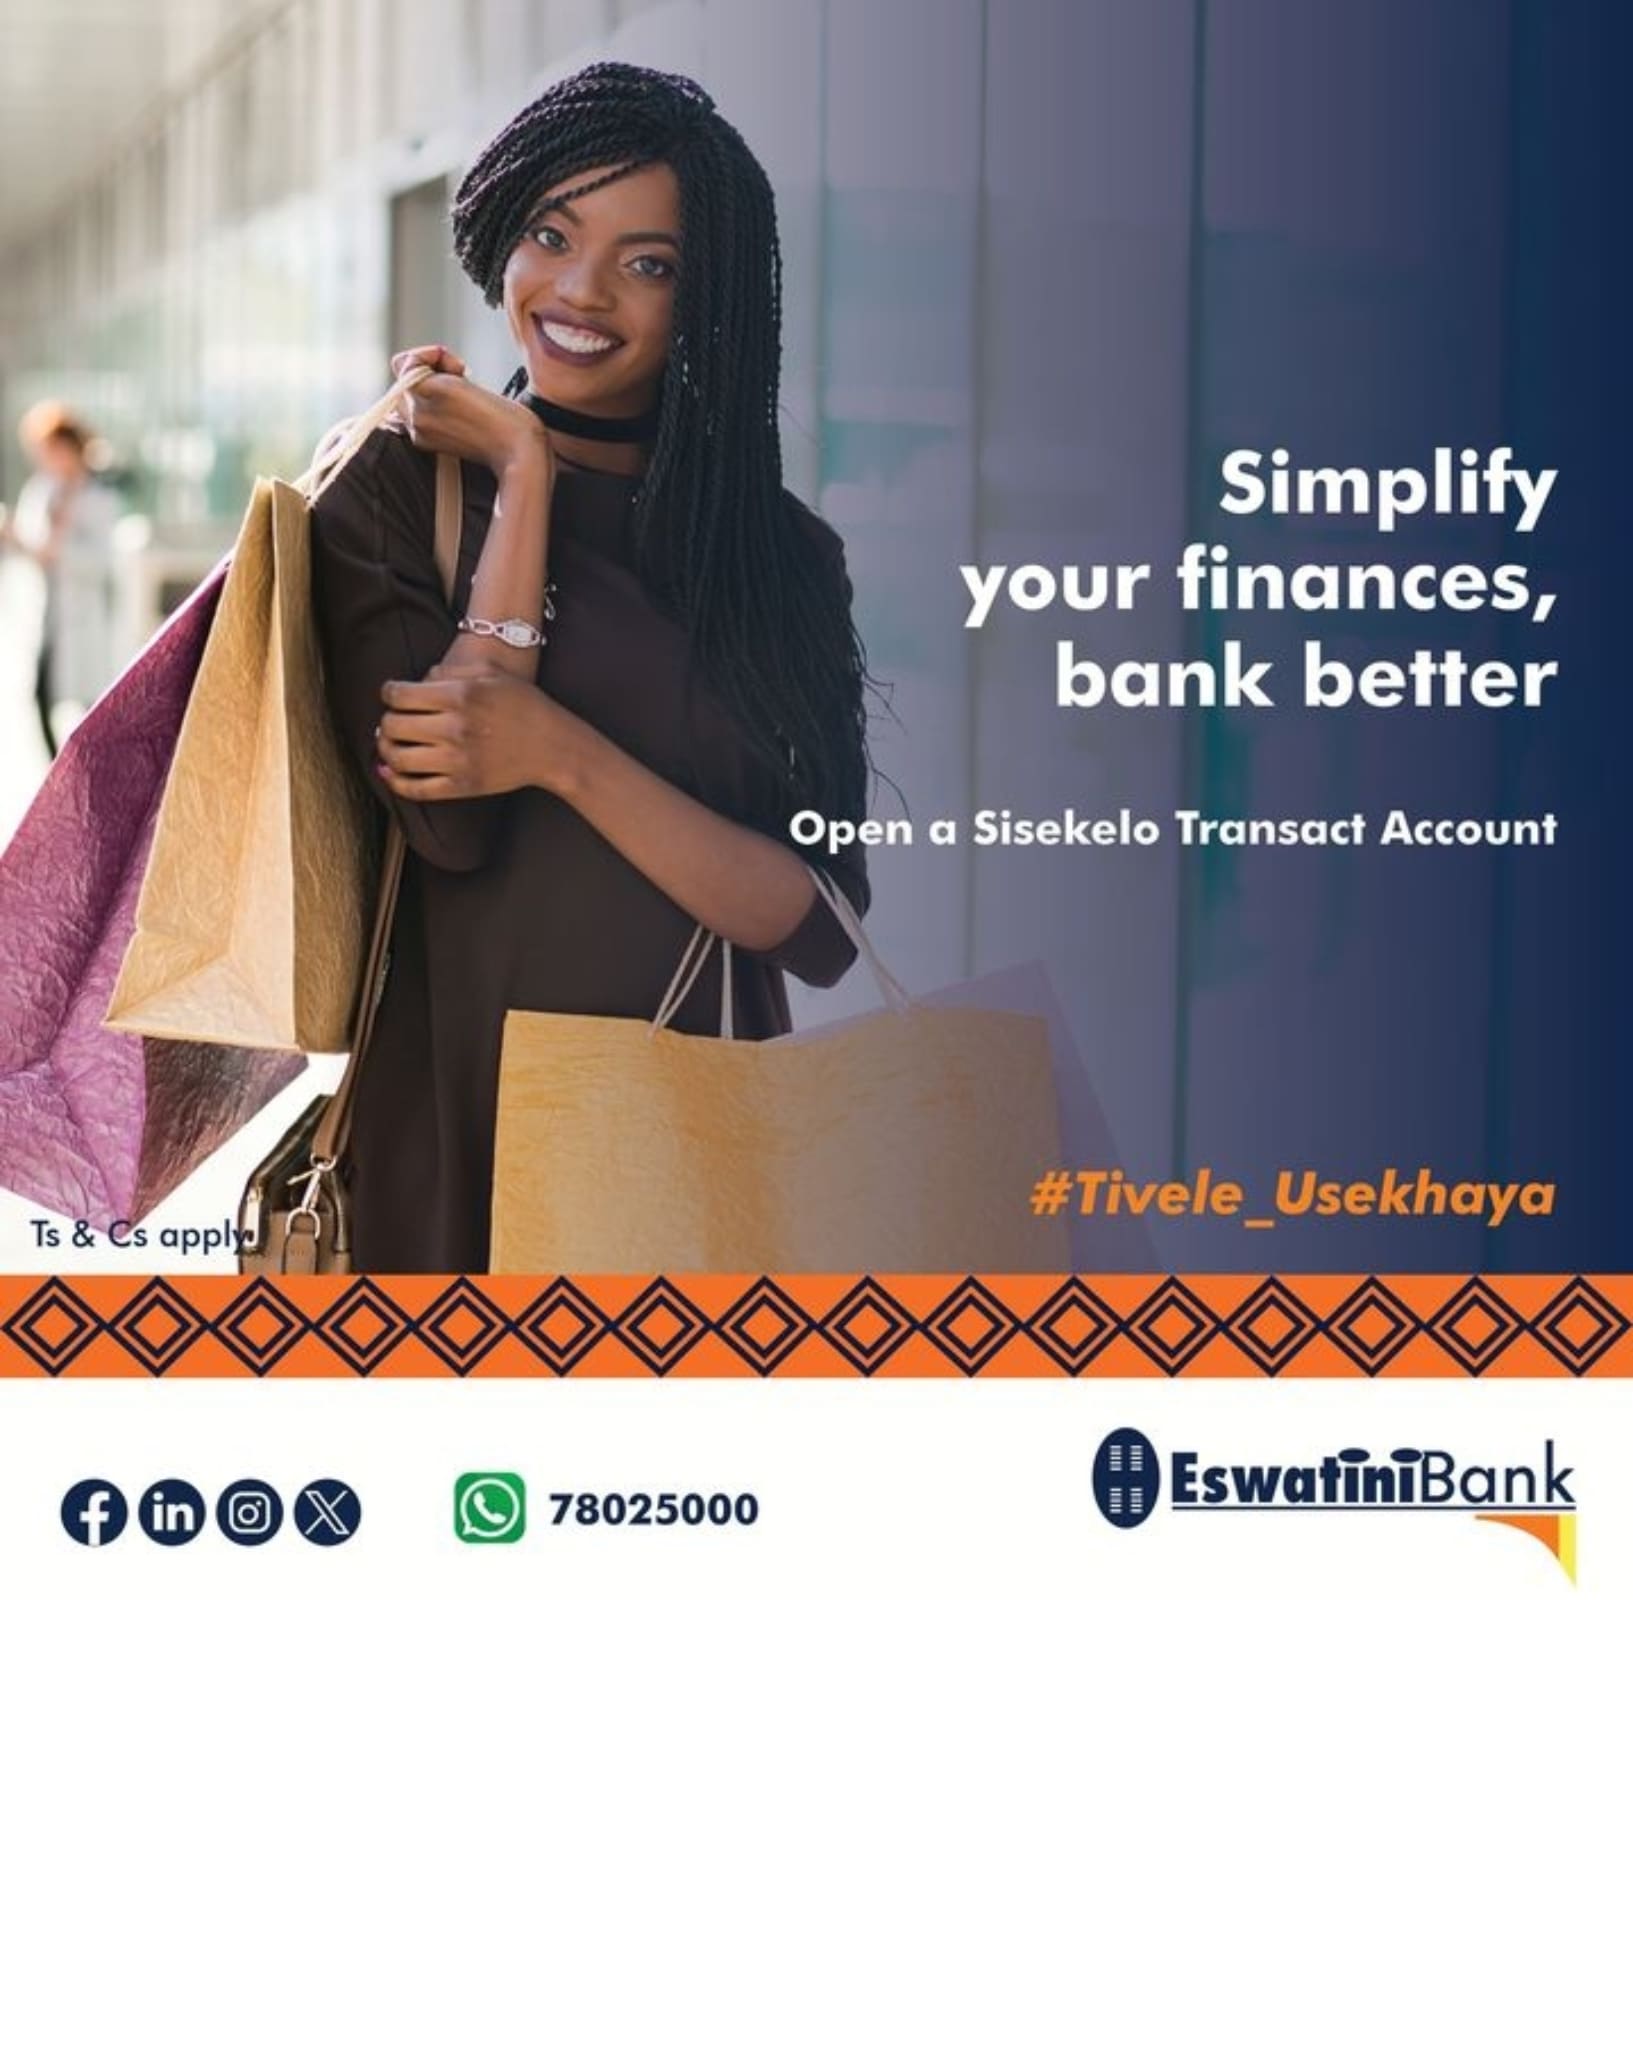 Simplify
your finances,
bank better
Open a Sisekelo Transact Account
#Tivele_Usekhaya
Ts & Cs apply
78025000
EswatiniBank